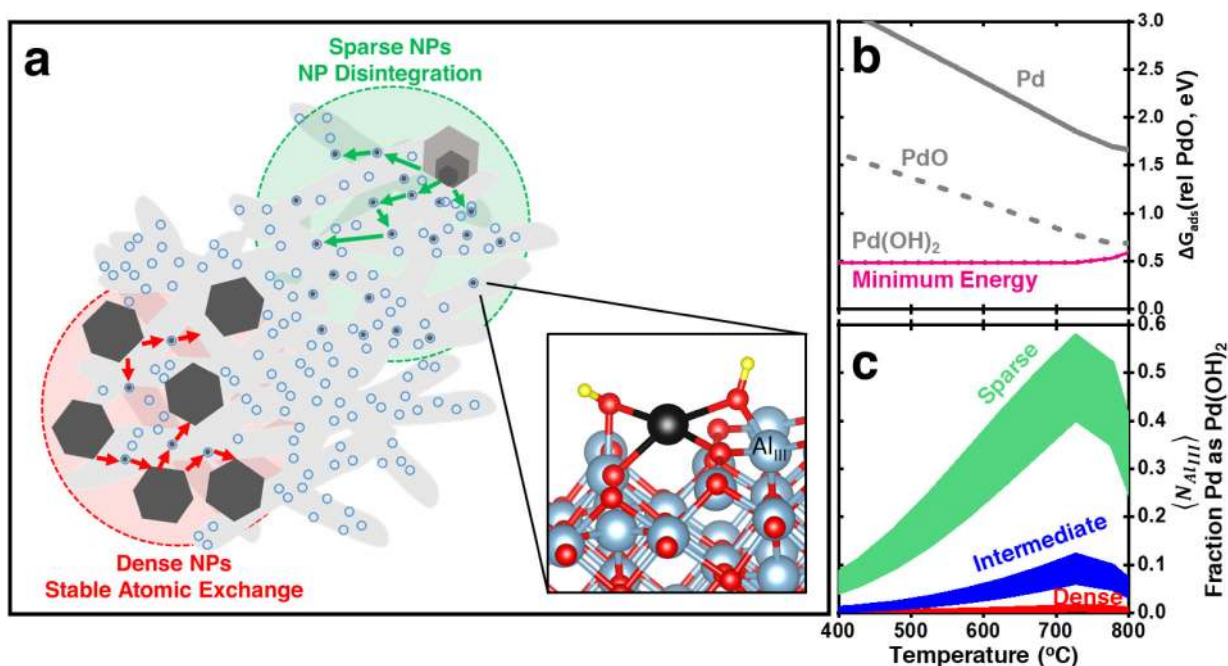 a
Sparse NPs
NP Disintegration
Dense NPs
Stable Atomic Exchange
Al_III
b
Pd
PdO
Pd(OH)₂
Minimum Energy
3.0
2.5
2.0
1.5
1.0
0.5
0.0
ΔG_ads(rel PdO, eV)
c
Sparse
Intermediate
Dense
0.6
0.5
0.4
0.3
0.2
0.1
0.0
⟨N_Al_III⟩
Fraction Pd as Pd(OH)₂
400 500 600 700 800
Temperature (°C)